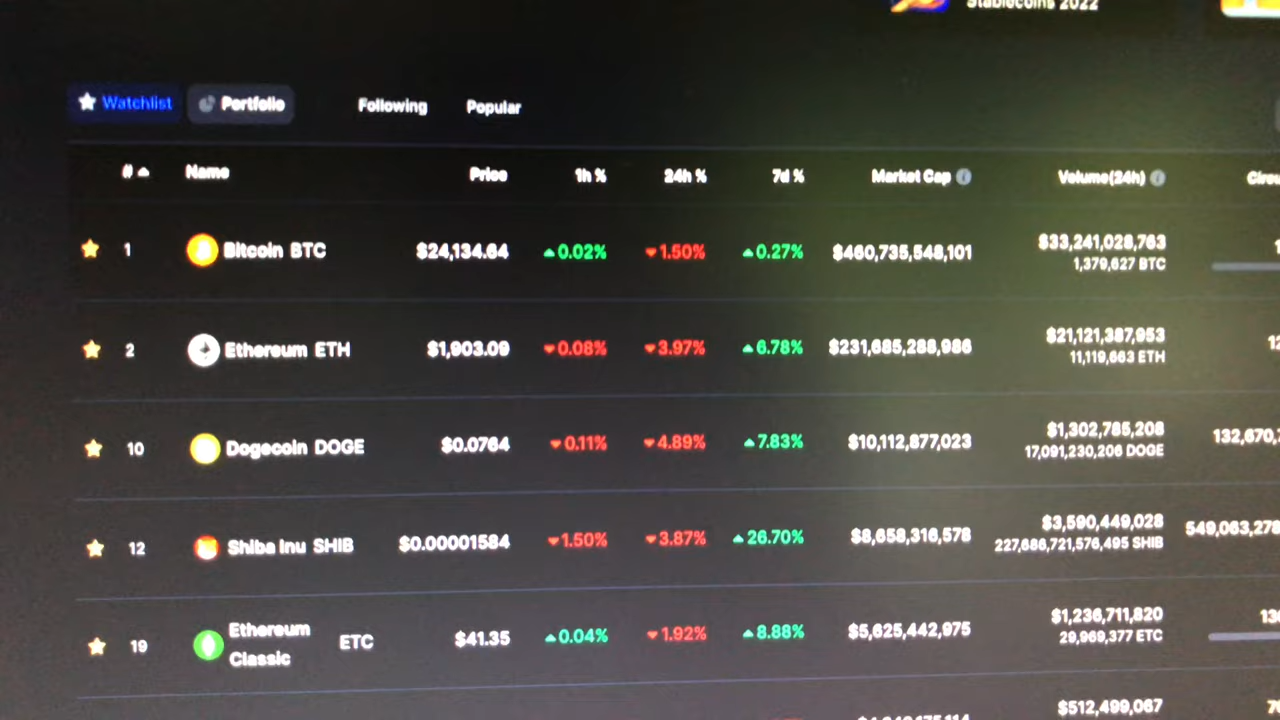 Stablecoins 2022
Watchlist Portfolio Following Popular
# Name Price 1h % 24h % 7d % Market Cap Volume(24h)
1 Bitcoin BTC $24,134.64 0.02% 1.50% 0.27% $460,735,548,101 $33,241,028,763
1,379,627 BTC
2 Ethereum ETH $1,903.09 0.08% 3.97% 6.78% $231,685,288,986 $21,121,387,953
11,119,663 ETH
10 Dogecoin DOGE $0.0764 0.11% 4.89% 7.83% $10,112,877,023 $1,302,785,208
17,091,230,206 DOGE
12 Shiba Inu SHIB $0.00001584 1.50% 3.87% 26.70% $8,658,316,578 $3,590,449,028
227,686,721,576,495 SHIB
19 Ethereum Classic ETC $41.35 0.04% 1.92% 8.88% $5,625,442,975 $1,236,711,820
29,969,377 ETC
$512,499,067